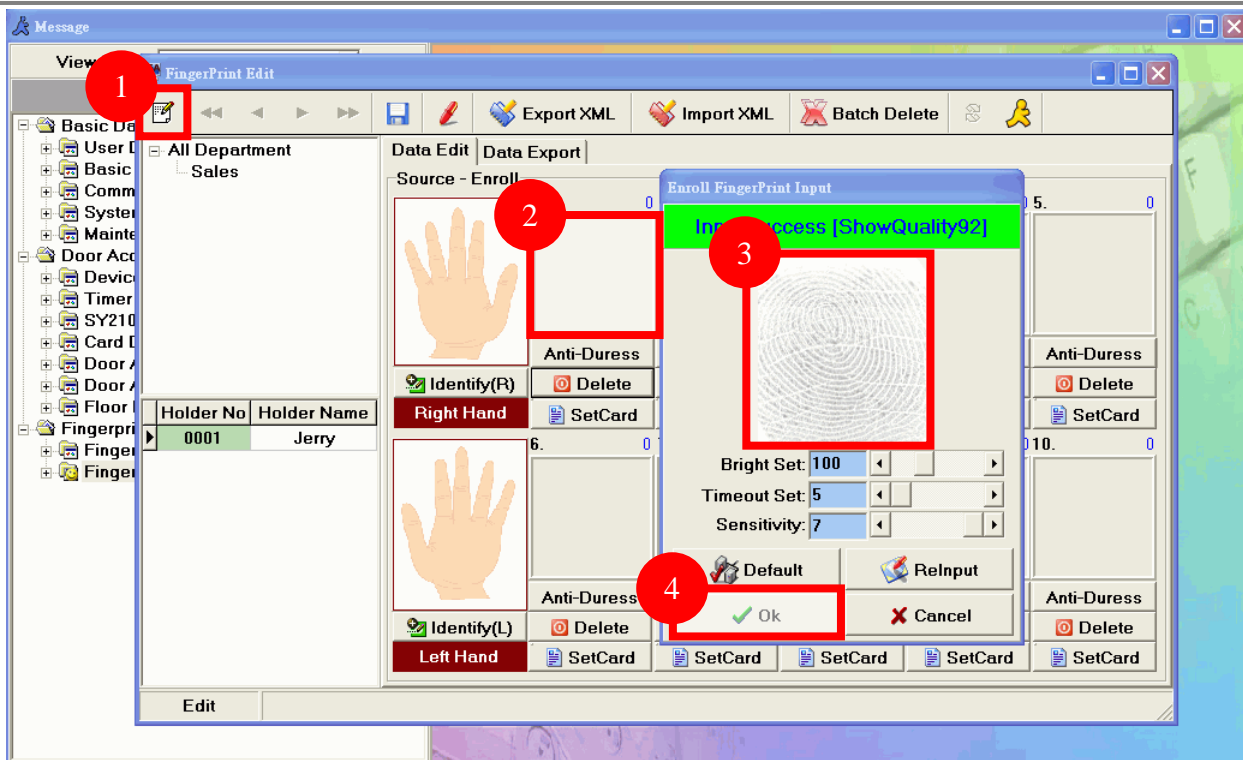 Message
View
1
FingerPrint Edit
Export XML Import XML Batch Delete
Basic Da
User D
Basic
Comm
Syster
Mainte
Door Acc
Devic
Timer
SY210
Card D
Door A
Door A
Floor
Fingerpri
Finger
Finger
All Department
Sales
Holder No Holder Name
0001 Jerry
Data Edit Data Export
Source - Enroll
0
2
5. 0
Anti-Duress Anti-Duress
Identify(R) Delete Delete
Right Hand SetCard SetCard
6. 0 10. 0
Anti-Duress Anti-Duress
Identify(L) Delete Delete
Left Hand SetCard SetCard SetCard SetCard SetCard
Enroll FingerPrint Input
Input Success [ShowQuality92]
3
Bright Set: 100
Timeout Set: 5
Sensitivity: 7
Default ReInput
4
Ok Cancel
Edit